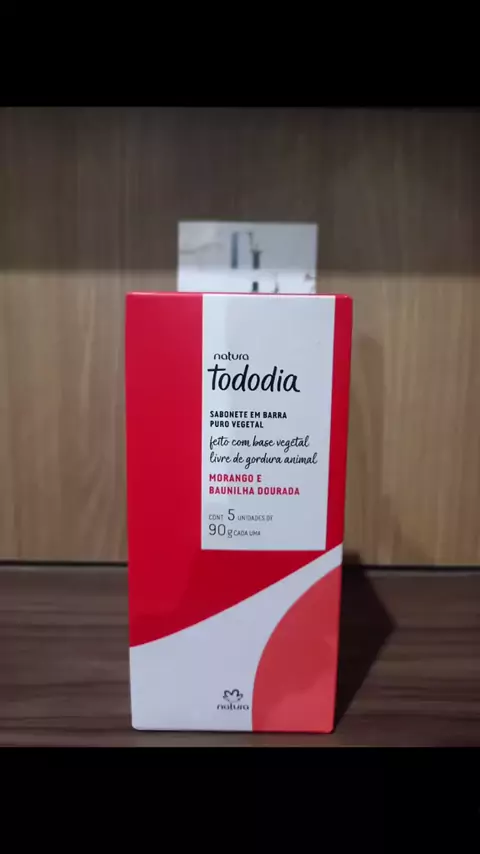 natura
tododia
SABONETE EM BARRA
PURO VEGETAL
feito com base vegetal
livre de gordura animal
MORANGO E
BAUNILHA DOURADA
CONT. 5 UNIDADES DE
90g CADA UMA
natura